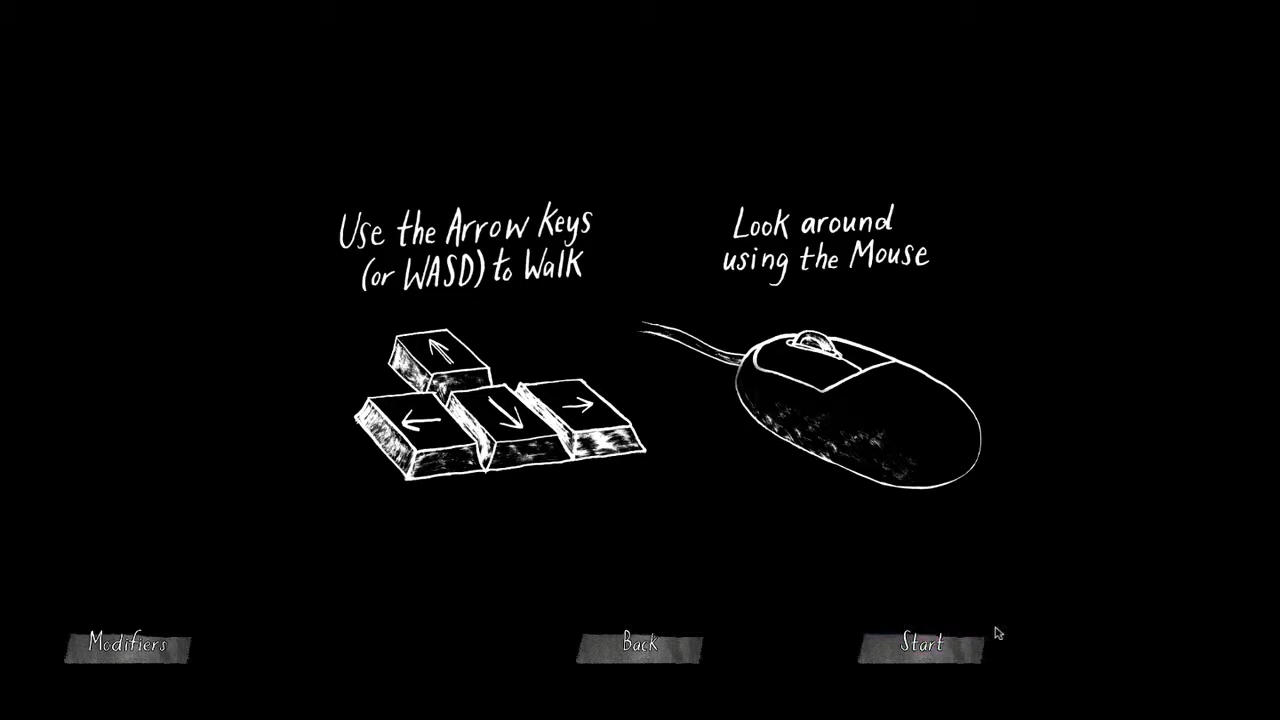 Use the Arrow Keys
(or WASD) to Walk
Look around
using the Mouse
Modifiers
Back
Start